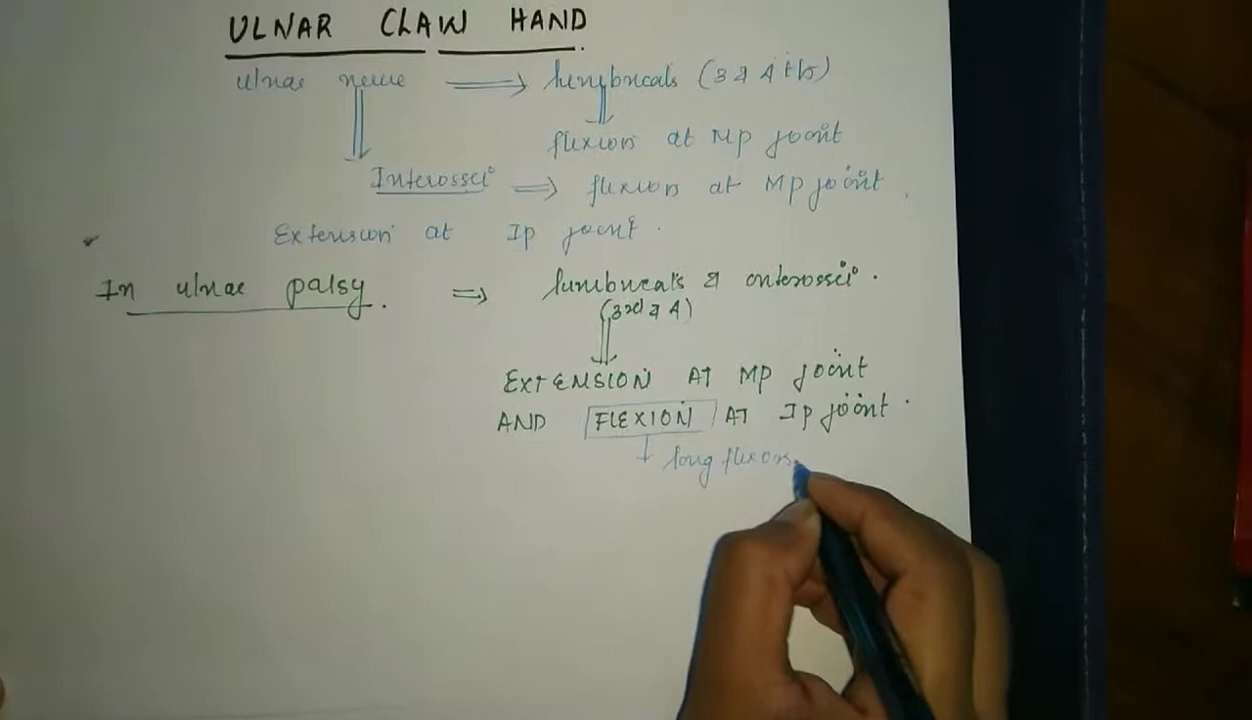 ULNAR CLAW HAND
ulnar nerve ⟹ lumbricals (3 & 4th)
flexion at Mp joint
Interossei ⟹ flexion at Mp joint
Extension at Ip joint.
In ulnar palsy. ⟹ lumbricals & interossei.
(3rd & 4)
EXTENSION AT MP joint
AND FLEXION AT Ip joint.
long flexors